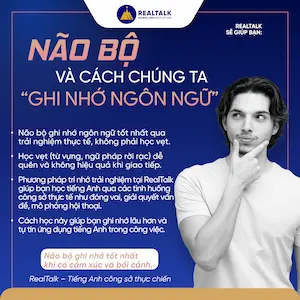 REALTALK
REALTALK
SẼ GIÚP BẠN:
NÃO BỘ
VÀ CÁCH CHÚNG TA
“GHI NHỚ NGÔN NGỮ”
• Não bộ ghi nhớ ngôn ngữ tốt nhất qua
trải nghiệm thực tế, không phải học vẹt.
• Học vẹt (từ vựng, ngữ pháp rời rạc) dễ
quên và không hiệu quả khi giao tiếp.
• Phương pháp trí nhớ trải nghiệm tại RealTalk
giúp bạn học tiếng Anh qua các tình huống
công sở thực tế như đóng vai, giải quyết vấn
đề, mô phỏng hội thoại.
• Cách học này giúp bạn ghi nhớ lâu hơn và
tự tin ứng dụng tiếng Anh trong công việc.
Não bộ ghi nhớ tốt nhất
khi có cảm xúc và bối cảnh.
RealTalk – Tiếng Anh công sở thực chiến